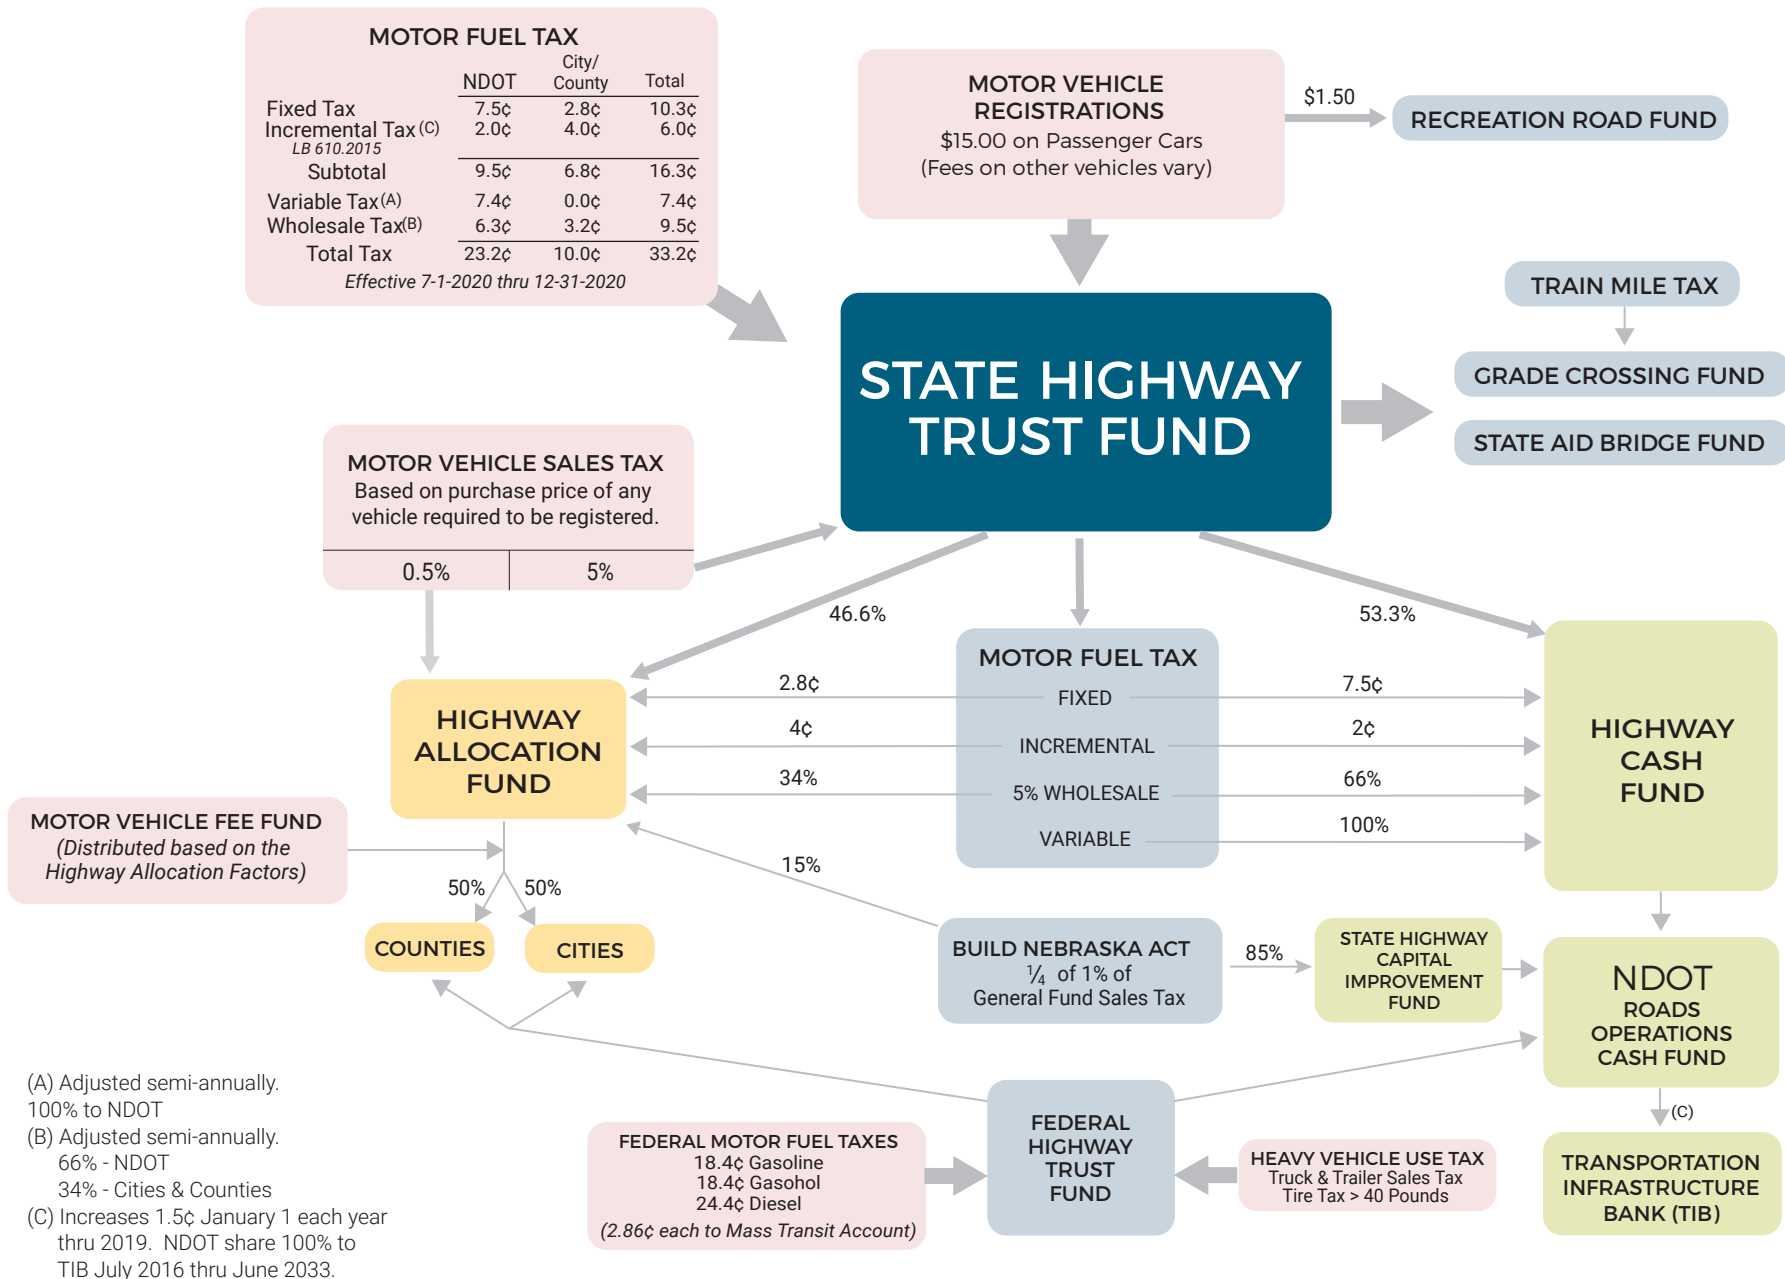 MOTOR FUEL TAX
NDOT City/ County Total
Fixed Tax 7.5¢ 2.8¢ 10.3¢
Incremental Tax (C) 2.0¢ 4.0¢ 6.0¢
LB 610.2015
Subtotal 9.5¢ 6.8¢ 16.3¢
Variable Tax(A) 7.4¢ 0.0¢ 7.4¢
Wholesale Tax(B) 6.3¢ 3.2¢ 9.5¢
Total Tax 23.2¢ 10.0¢ 33.2¢
Effective 7-1-2020 thru 12-31-2020
MOTOR VEHICLE
REGISTRATIONS
$15.00 on Passenger Cars
(Fees on other vehicles vary)
$1.50
RECREATION ROAD FUND
TRAIN MILE TAX
GRADE CROSSING FUND
STATE AID BRIDGE FUND
STATE HIGHWAY
TRUST FUND
MOTOR VEHICLE SALES TAX
Based on purchase price of any
vehicle required to be registered.
0.5% 5%
46.6%
53.3%
MOTOR FUEL TAX
2.8¢ FIXED 7.5¢
4¢ INCREMENTAL 2¢
34% 5% WHOLESALE 66%
VARIABLE 100%
HIGHWAY
ALLOCATION
FUND
HIGHWAY
CASH
FUND
MOTOR VEHICLE FEE FUND
(Distributed based on the
Highway Allocation Factors)
50% 50%
COUNTIES
CITIES
15%
BUILD NEBRASKA ACT
1/4 of 1% of
General Fund Sales Tax
85%
STATE HIGHWAY
CAPITAL
IMPROVEMENT
FUND
NDOT
ROADS
OPERATIONS
CASH FUND
(C)
TRANSPORTATION
INFRASTRUCTURE
BANK (TIB)
FEDERAL
HIGHWAY
TRUST
FUND
FEDERAL MOTOR FUEL TAXES
18.4¢ Gasoline
18.4¢ Gasohol
24.4¢ Diesel
(2.86¢ each to Mass Transit Account)
HEAVY VEHICLE USE TAX
Truck & Trailer Sales Tax
Tire Tax > 40 Pounds
(A) Adjusted semi-annually.
100% to NDOT
(B) Adjusted semi-annually.
66% - NDOT
34% - Cities & Counties
(C) Increases 1.5¢ January 1 each year
thru 2019. NDOT share 100% to
TIB July 2016 thru June 2033.